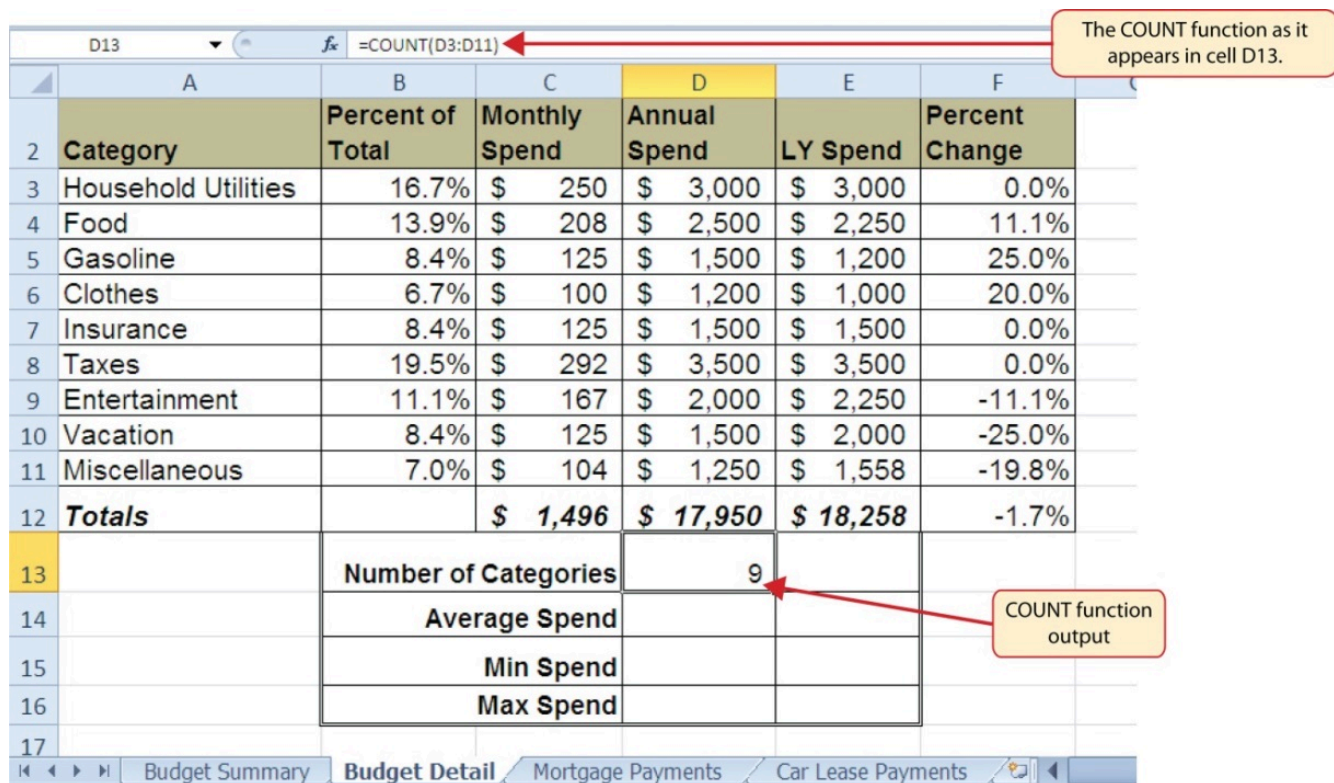 The COUNT function as it
appears in cell D13.
D13 fx =COUNT(D3:D11)
A B C D E F
2 Category Percent of Total Monthly Spend Annual Spend LY Spend Percent Change
3 Household Utilities 16.7% $ 250 $ 3,000 $ 3,000 0.0%
4 Food 13.9% $ 208 $ 2,500 $ 2,250 11.1%
5 Gasoline 8.4% $ 125 $ 1,500 $ 1,200 25.0%
6 Clothes 6.7% $ 100 $ 1,200 $ 1,000 20.0%
7 Insurance 8.4% $ 125 $ 1,500 $ 1,500 0.0%
8 Taxes 19.5% $ 292 $ 3,500 $ 3,500 0.0%
9 Entertainment 11.1% $ 167 $ 2,000 $ 2,250 -11.1%
10 Vacation 8.4% $ 125 $ 1,500 $ 2,000 -25.0%
11 Miscellaneous 7.0% $ 104 $ 1,250 $ 1,558 -19.8%
12 Totals $ 1,496 $ 17,950 $ 18,258 -1.7%
13 Number of Categories 9
14 Average Spend
COUNT function
output
15 Min Spend
16 Max Spend
17
Budget Summary Budget Detail Mortgage Payments Car Lease Payments